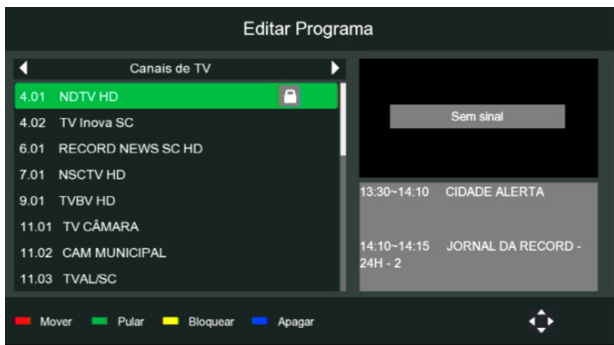 Editar Programa
Canais de TV
4.01 NDTV HD
4.02 TV Inova SC
6.01 RECORD NEWS SC HD
7.01 NSCTV HD
9.01 TVBV HD
11.01 TV CÂMARA
11.02 CAM MUNICIPAL
11.03 TVAL/SC
Sem sinal
13:30~14:10 CIDADE ALERTA
14:10~14:15 JORNAL DA RECORD -
24H - 2
Mover Pular Bloquear Apagar